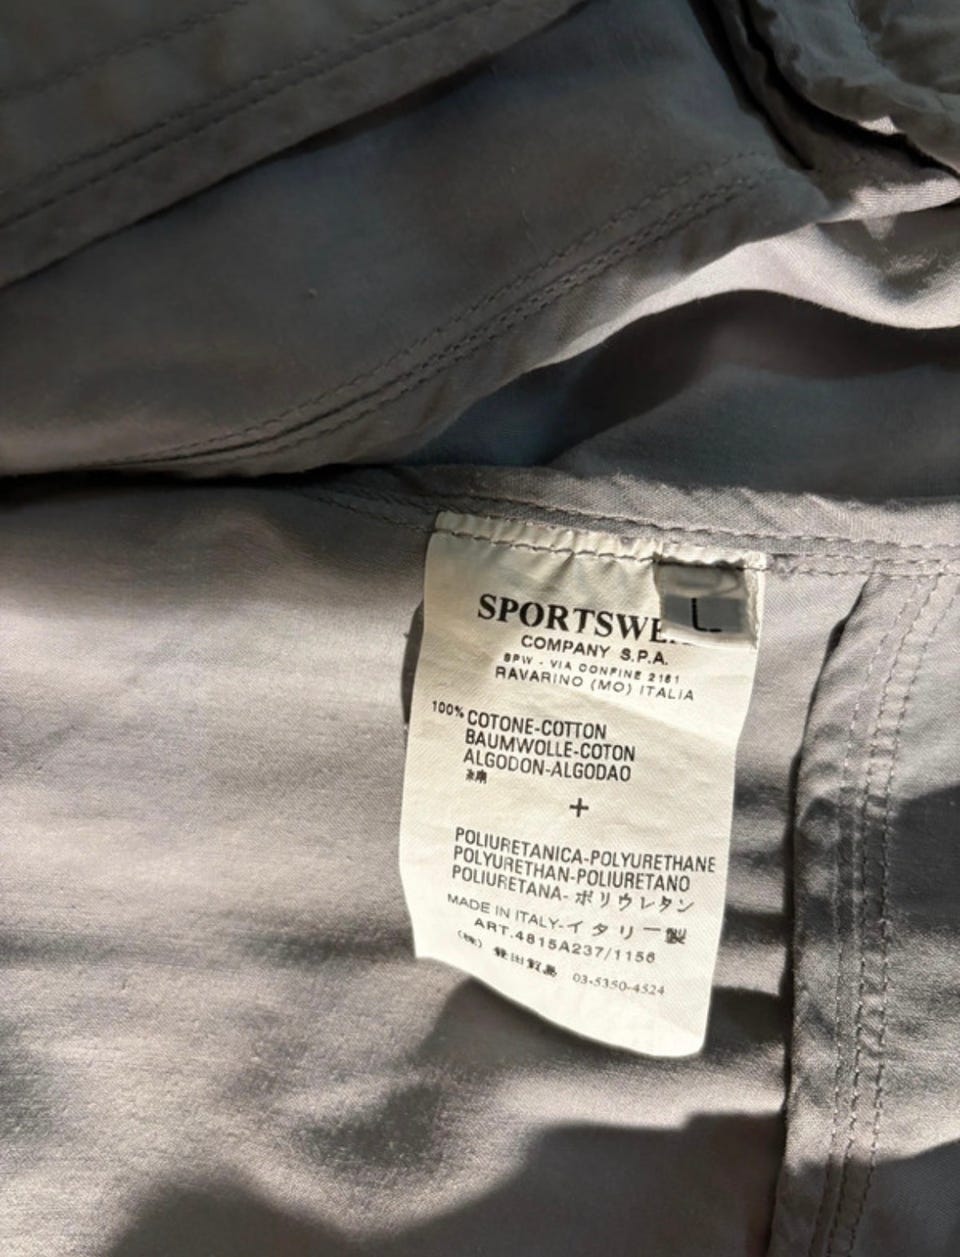 SPORTSWE
L
COMPANY S.P.A.
SPW - VIA CONFINE 2161
RAVARINO (MO) ITALIA
100% COTONE-COTTON
BAUMWOLLE-COTON
ALGODON-ALGODAO
綿
+
POLIURETANICA-POLYURETHANE
POLYURETHAN-POLIURETANO
POLIURETANA- ポリウレタン
MADE IN ITALY-イタリー製
ART.4815A237/1156
(株) 03-5350-4524